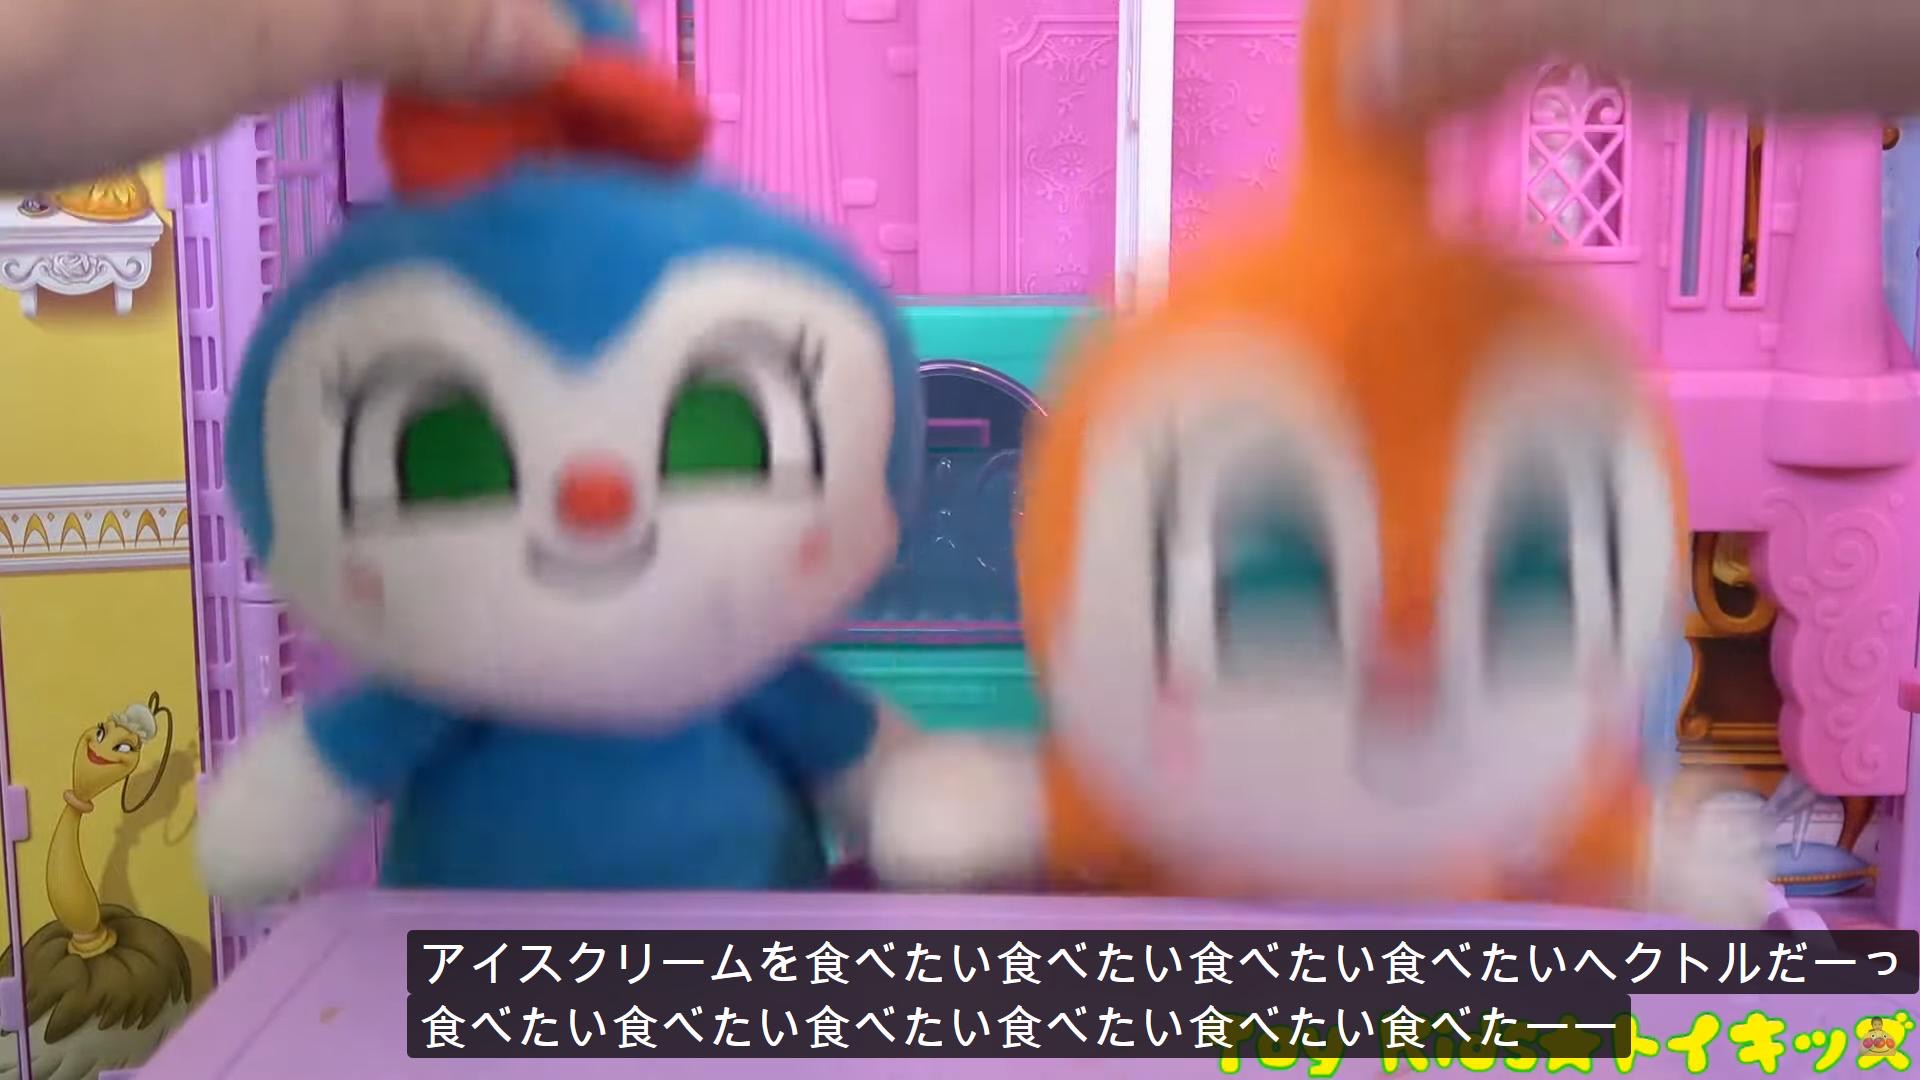 アイスクリームを食べたい食べたい食べたい食べたいヘクトルだーっ
食べたい食べたい食べたい食べたい食べたい食べたーー
Toy Kids★トイキッズ